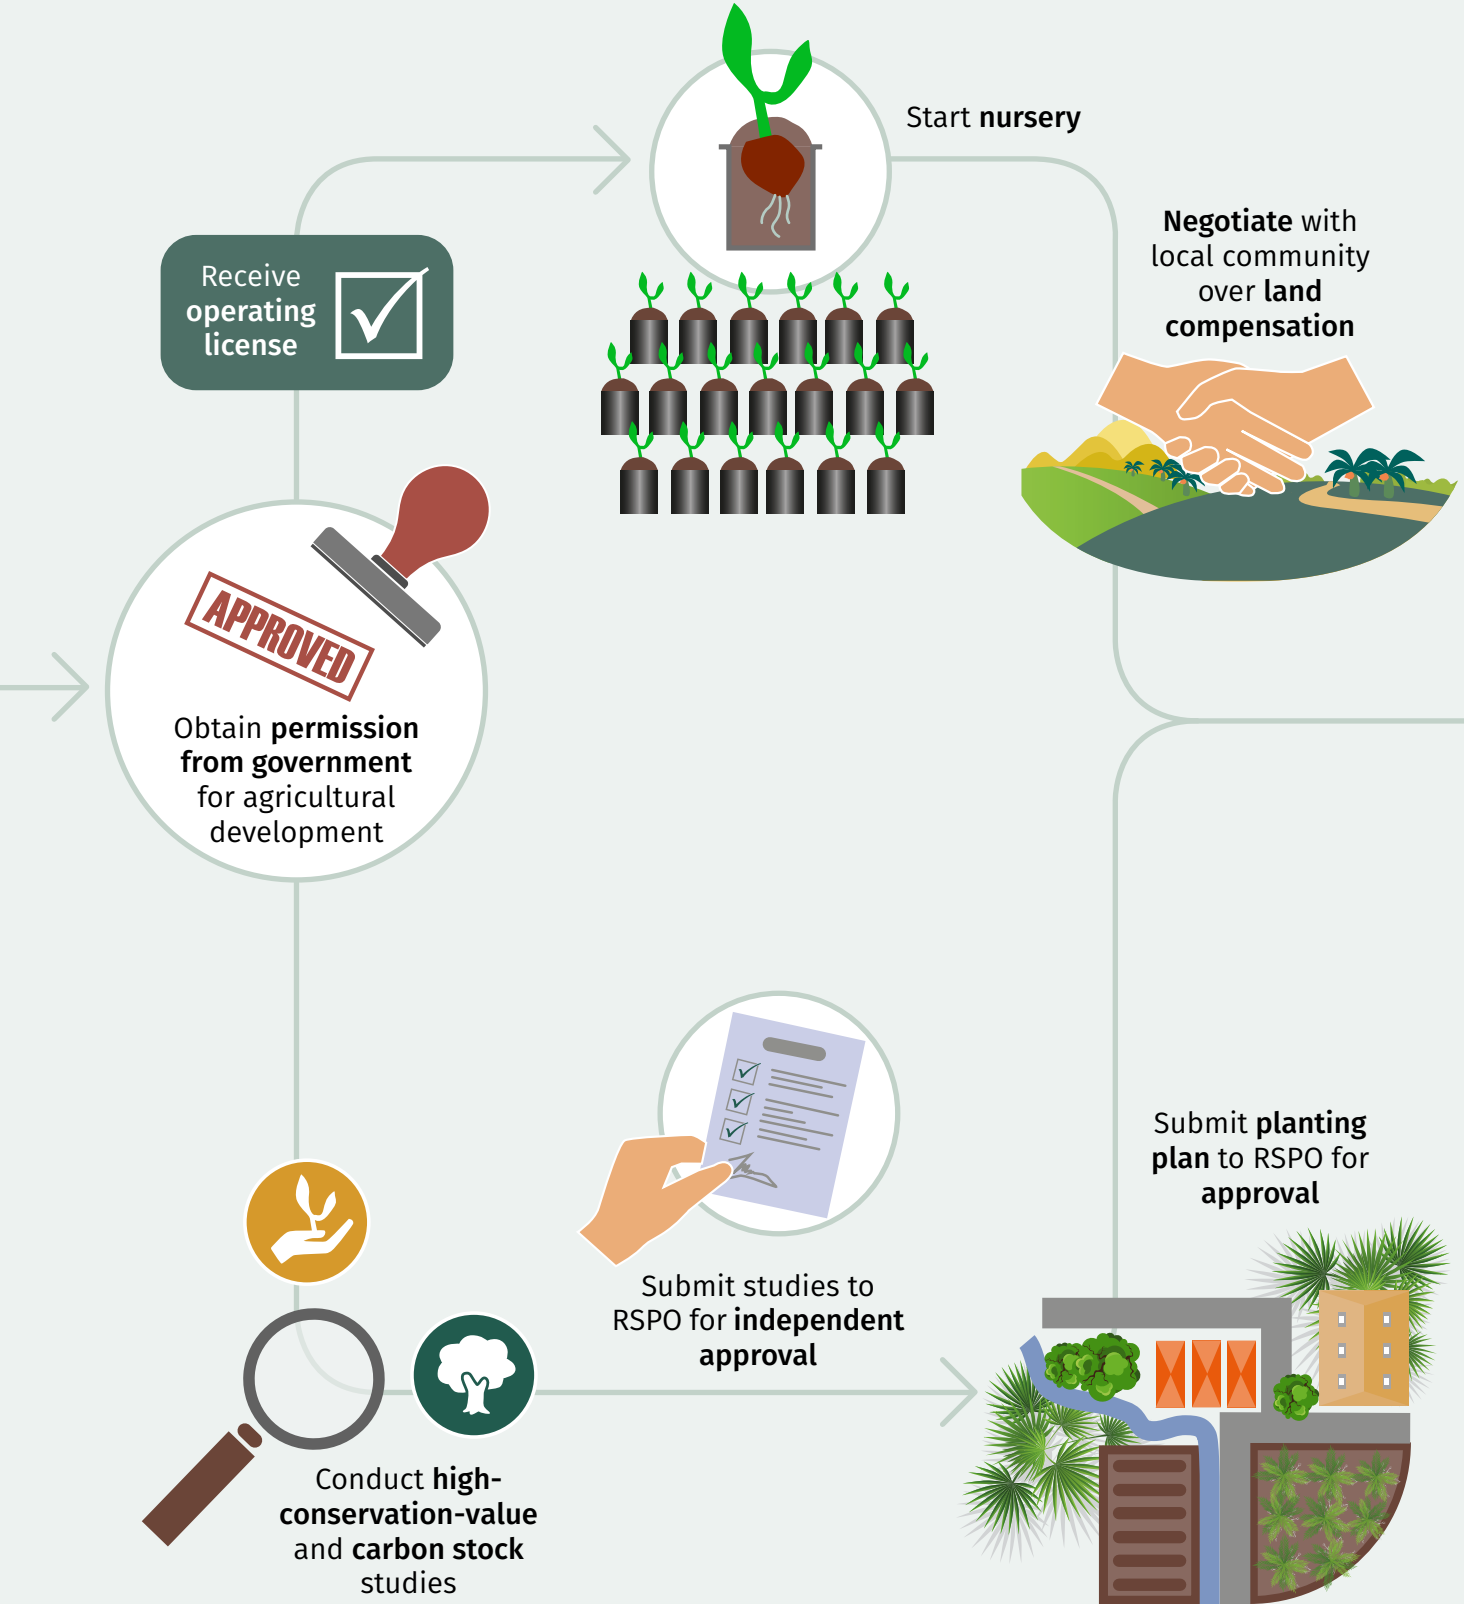 Start nursery
Negotiate with
local community
over land
compensation
Receive
operating
license
APPROVED
Obtain permission
from government
for agricultural
development
Submit studies to
RSPO for independent
approval
Submit planting
plan to RSPO for
approval
Conduct high-
conservation-value
and carbon stock
studies